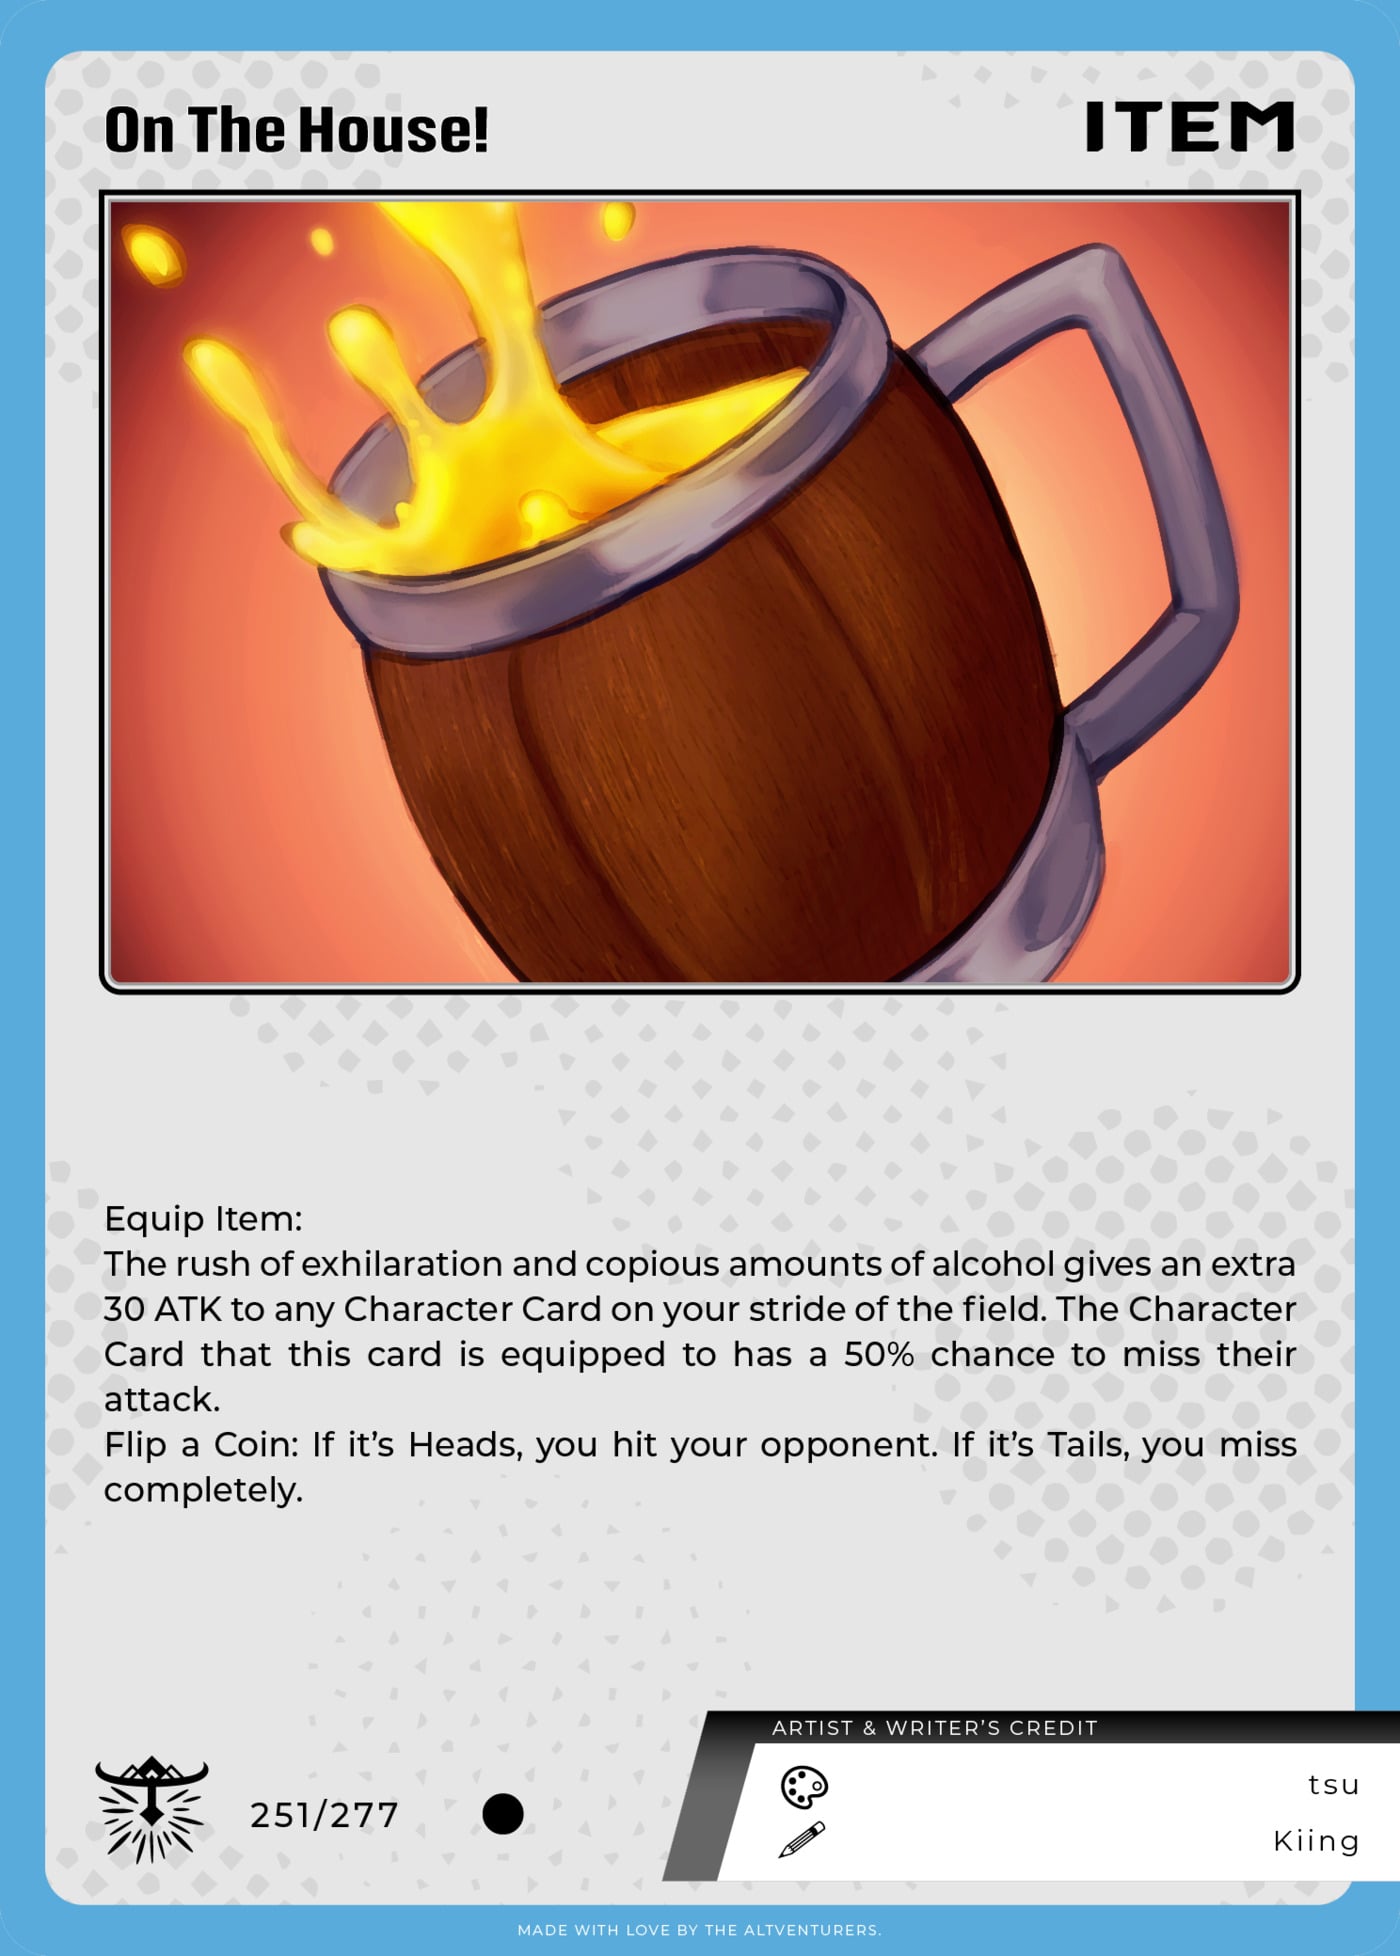 On The House!
ITEM
Equip Item:
The rush of exhilaration and copious amounts of alcohol gives an extra
30 ATK to any Character Card on your stride of the field. The Character
Card that this card is equipped to has a 50% chance to miss their
attack.
Flip a Coin: If it’s Heads, you hit your opponent. If it’s Tails, you miss
completely.
ARTIST & WRITER’S CREDIT
tsu
251/277
Kiing
MADE WITH LOVE BY THE ALTVENTURERS.